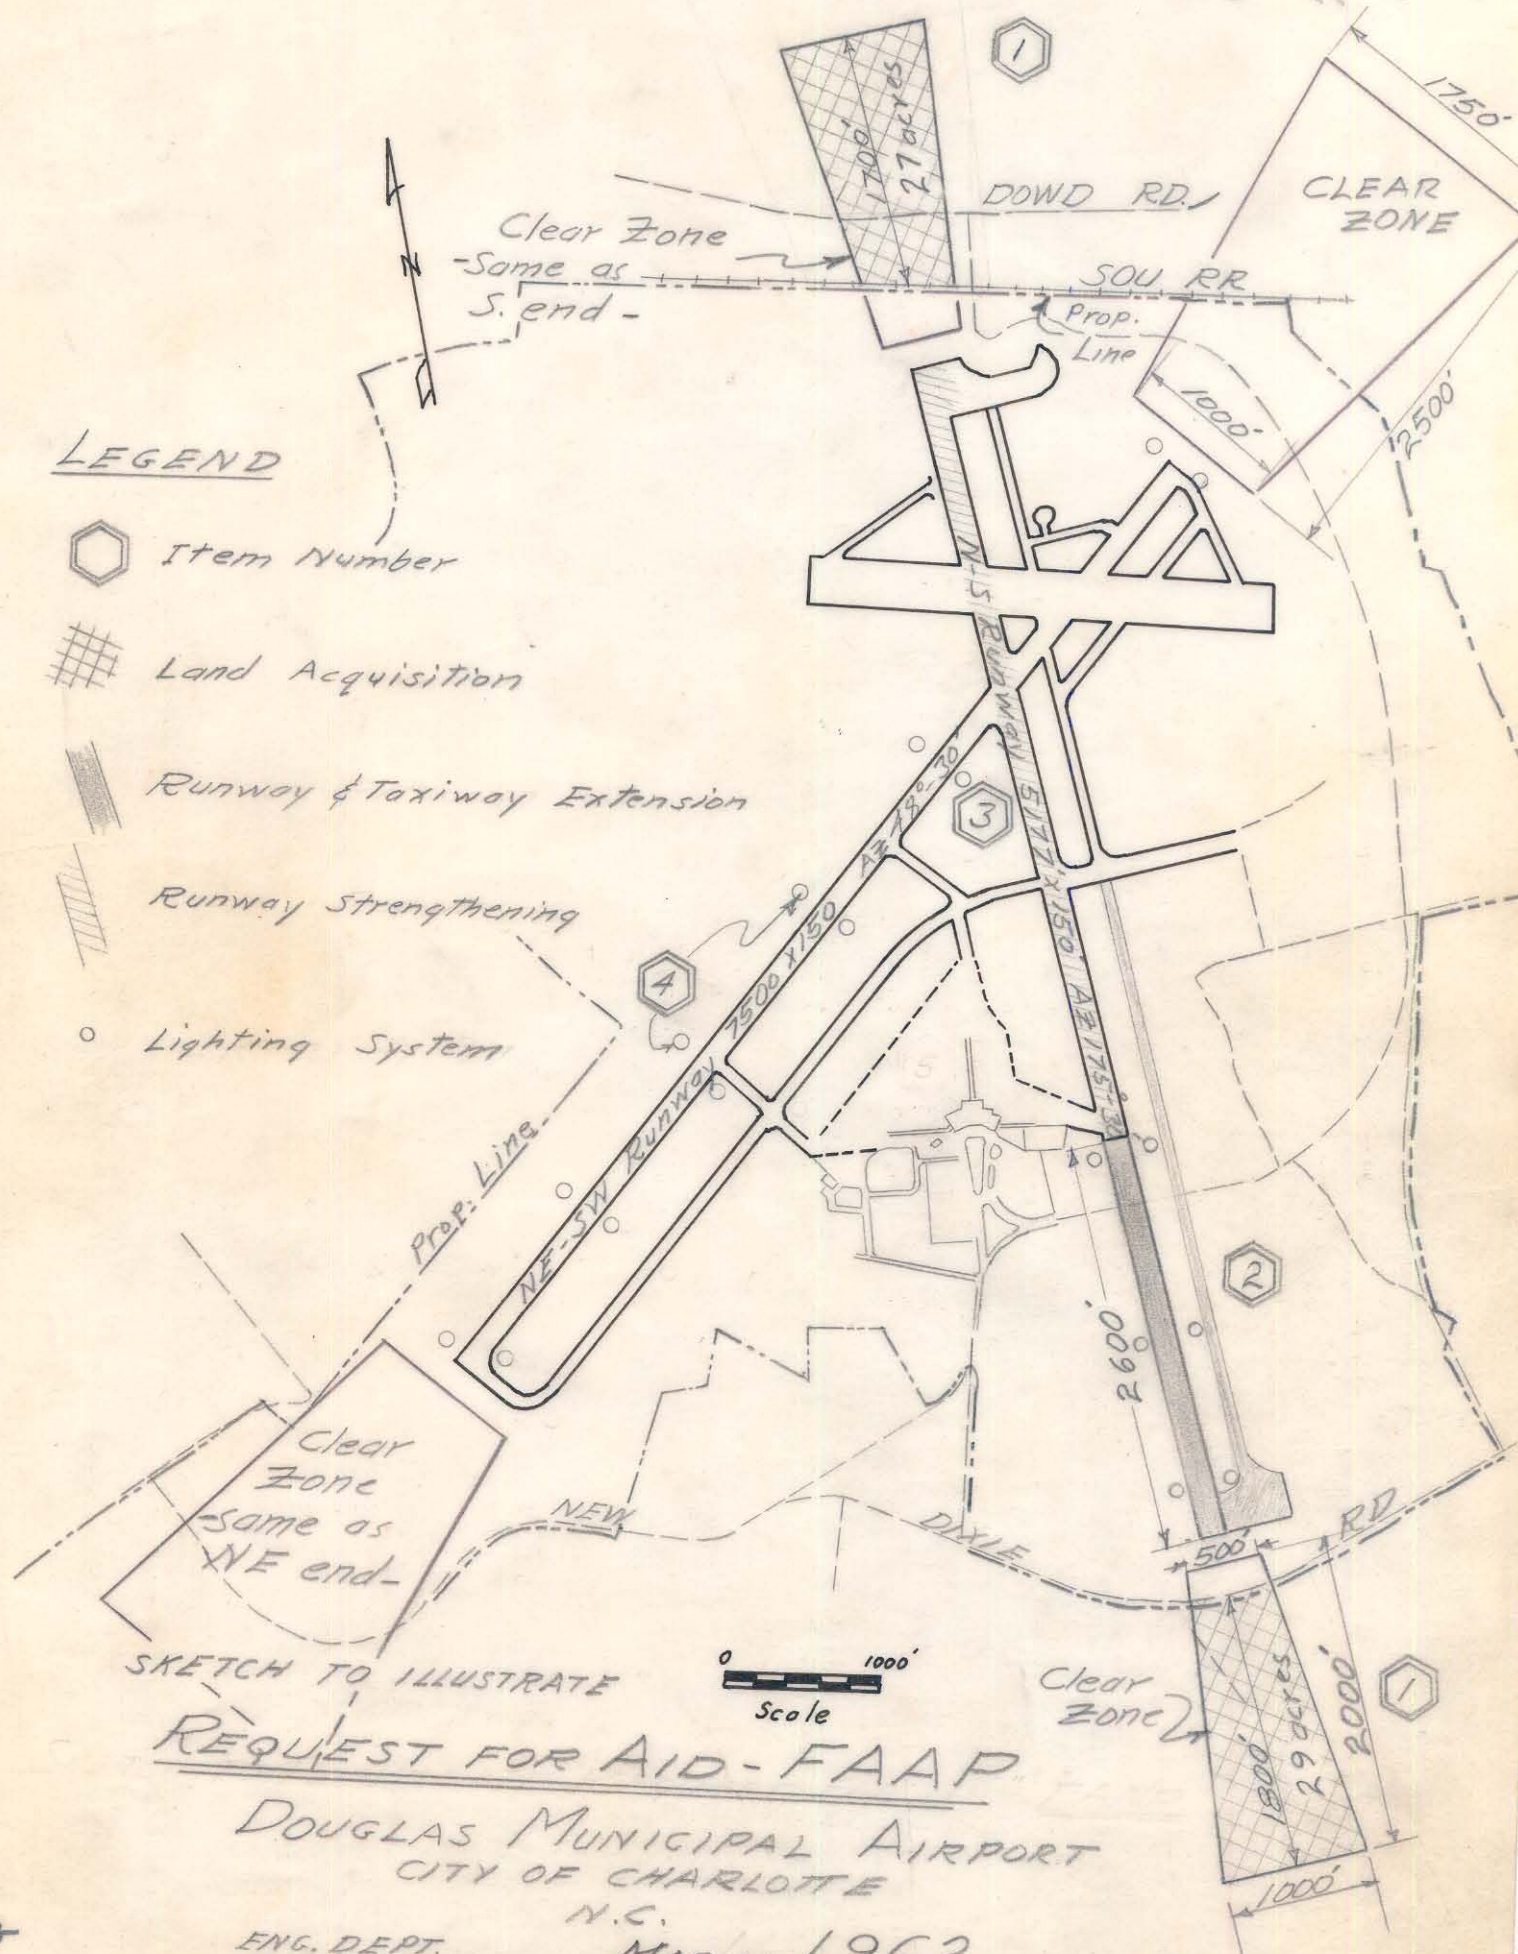 1
1700'
27 acres
1750'
CLEAR
ZONE
DOWD RD.
Clear Zone
-Same as
S. end -
SOU RR
Prop.
Line
N
1000'
2500'
LEGEND
Item Number
Land Acquisition
Runway & Taxiway Extension
Runway Strengthening
Lighting System
N-S Runway 5177' x 150' AZ 175°-30'
3
NE-SW Runway 7500 x 150 AZ 48°-30'
4
Prop. Line
2
2600'
Clear
Zone
-same as
NE end-
NEW
DIXIE
RD
500'
Clear
Zone
1800'
29 acres
2000'
1
1000'
0 1000'
Scale
SKETCH TO ILLUSTRATE
REQUEST FOR AID - FAAP
DOUGLAS MUNICIPAL AIRPORT
CITY OF CHARLOTTE
N.C.
ENG. DEPT.